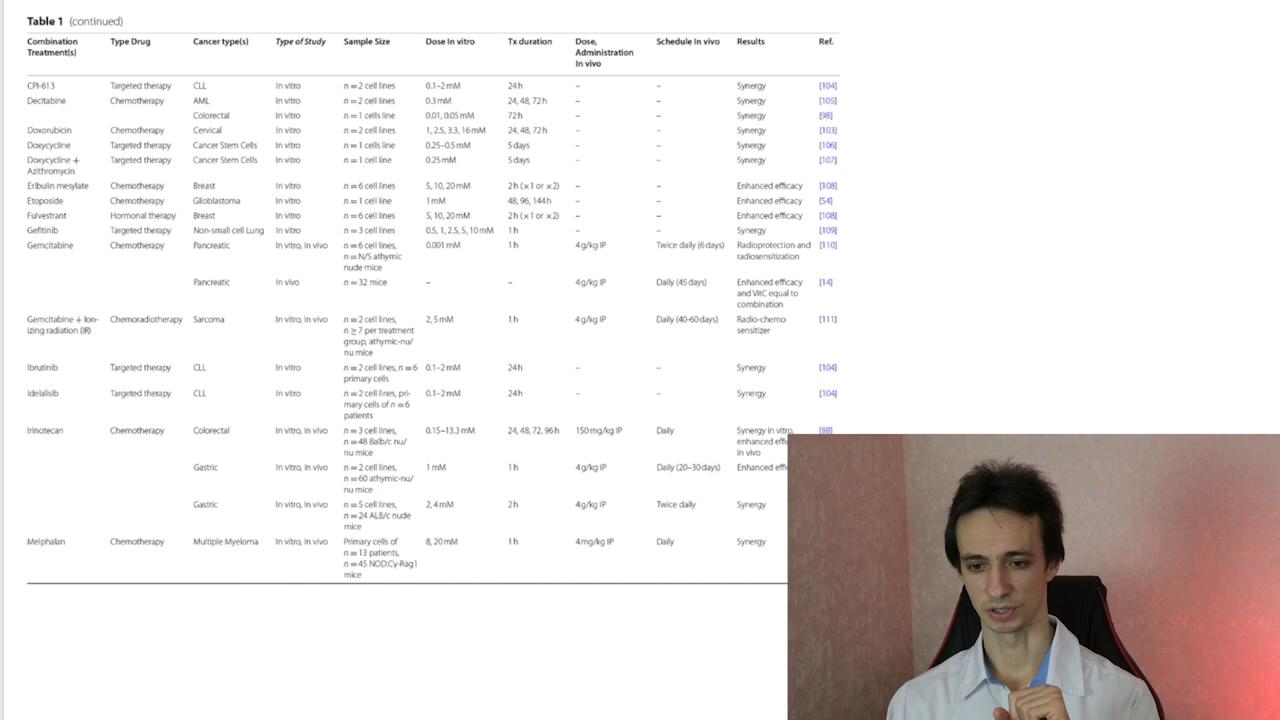 Table 1 (continued)
Combination Type Drug Cancer type(s) Type of Study Sample Size Dose In vitro Tx duration Dose, Schedule In vivo Results Ref.
Treatment(s) Administration
In vivo
CPI-613 Targeted therapy CLL In vitro n = 2 cell lines 0.1–2 mM 24 h – – Synergy [104]
Decitabine Chemotherapy AML In vitro n = 2 cell lines 0.3 mM 24, 48, 72 h – – Synergy [105]
Colorectal In vitro n = 1 cells line 0.01, 0.05 mM 72 h – – Synergy [98]
Doxorubicin Chemotherapy Cervical In vitro n = 2 cell lines 1, 2.5, 3.3, 16 mM 24, 48, 72 h – – Synergy [103]
Doxycycline Targeted therapy Cancer Stem Cells In vitro n = 1 cells line 0.25–0.5 mM 5 days – – Synergy [106]
Doxycycline + Targeted therapy Cancer Stem Cells In vitro n = 1 cell line 0.25 mM 5 days – – Synergy [107]
Azithromycin
Eribulin mesylate Chemotherapy Breast In vitro n = 6 cell lines 5, 10, 20 mM 2 h (×1 or ×2) – – Enhanced efficacy [108]
Etoposide Chemotherapy Glioblastoma In vitro n = 1 cell line 1 mM 48, 96, 144 h – – Enhanced efficacy [54]
Fulvestrant Hormonal therapy Breast In vitro n = 6 cell lines 5, 10, 20 mM 2 h (×1 or ×2) – – Enhanced efficacy [108]
Gefitinib Targeted therapy Non-small cell Lung In vitro n = 3 cell lines 0.5, 1, 2.5, 5, 10 mM 1 h – – Synergy [109]
Gemcitabine Chemotherapy Pancreatic In vitro, In vivo n = 6 cell lines, 0.001 mM 1 h 4 g/kg IP Twice daily (6 days) Radioprotection and [110]
n = N/S athymic radiosensitization
nude mice
Pancreatic In vivo n = 32 mice – – 4 g/kg IP Daily (45 days) Enhanced efficacy [14]
and VitC equal to
combination
Gemcitabine + Ion- Chemoradiotherapy Sarcoma In vitro, In vivo n = 2 cell lines, 2, 5 mM 1 h 4 g/kg IP Daily (40-60 days) Radio-chemo [111]
izing radiation (IR) n ≥ 7 per treatment sensitizer
group, athymic-nu/
nu mice
Ibrutinib Targeted therapy CLL In vitro n = 2 cell lines, n = 6 0.1–2 mM 24 h – – Synergy [104]
primary cells
Idelalisib Targeted therapy CLL In vitro n = 2 cell lines, pri- 0.1–2 mM 24 h – – Synergy [104]
mary cells of n = 6
patients
Irinotecan Chemotherapy Colorectal In vitro, In vivo n = 3 cell lines, 0.15–13.3 mM 24, 48, 72, 96 h 150 mg/kg IP Daily Synergy in vitro, [88]
n = 48 Balb/c nu/ enhanced
nu mice in vivo
Gastric In vitro, In vivo n = 2 cell lines, 1 mM 1 h 4 g/kg IP Daily (20–30 days) Enhanced
n = 60 athymic-nu/
nu mice
Gastric In vitro, In vivo n = 5 cell lines, 2, 4 mM 2 h 4 g/kg IP Twice daily Synergy
n = 24 ALB/c nude
mice
Melphalan Chemotherapy Multiple Myeloma In vitro, In vivo Primary cells of 8, 20 mM 1 h 4 mg/kg IP Daily Synergy
n = 13 patients,
n = 45 NOD.Cy-Rag1
mice